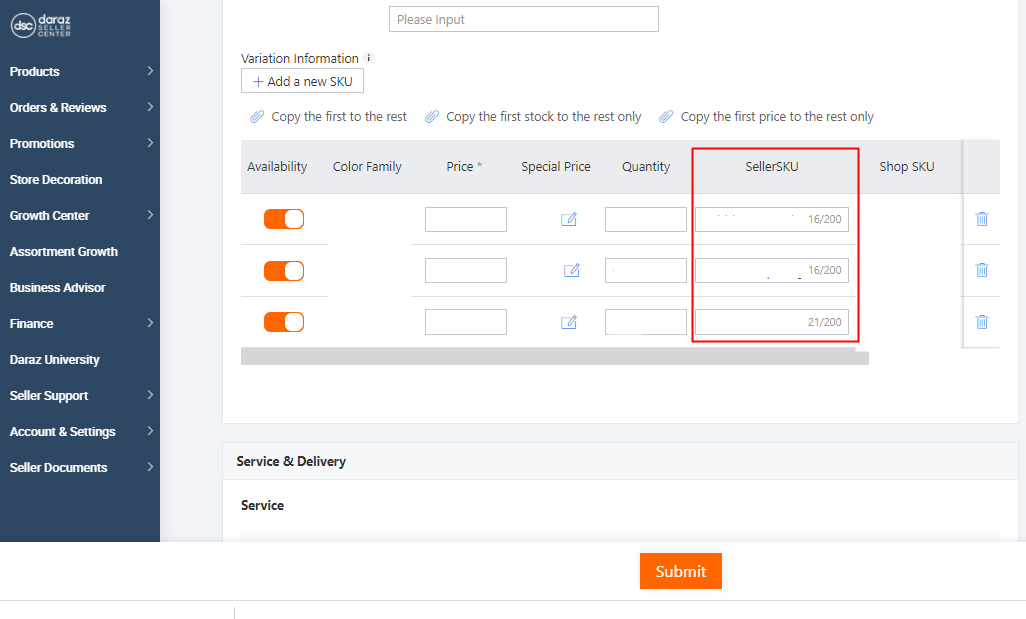 dsc daraz
SELLER
CENTER
Products
Orders & Reviews
Promotions
Store Decoration
Growth Center
Assortment Growth
Business Advisor
Finance
Daraz University
Seller Support
Account & Settings
Seller Documents
Please Input
Variation Information i
+ Add a new SKU
Copy the first to the rest Copy the first stock to the rest only Copy the first price to the rest only
Availability Color Family Price * Special Price Quantity SellerSKU Shop SKU
16/200
16/200
21/200
Service & Delivery
Service
Submit